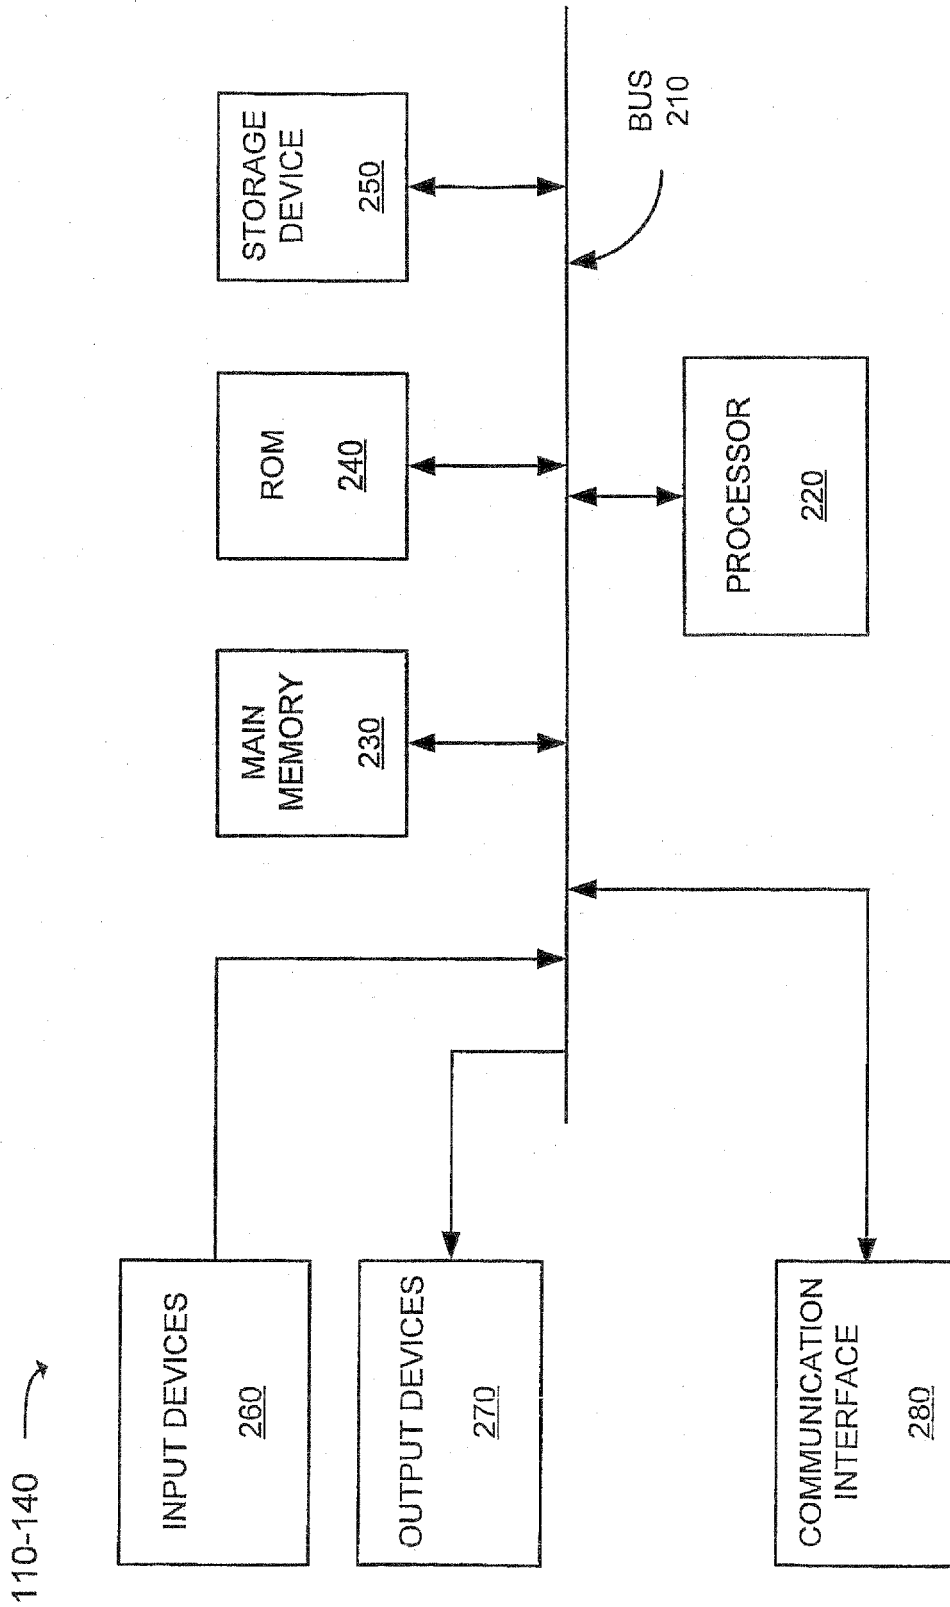 110-140
INPUT DEVICES
260
OUTPUT DEVICES
270
COMMUNICATION
INTERFACE
280
MAIN
MEMORY
230
ROM
240
STORAGE
DEVICE
250
PROCESSOR
220
BUS
210